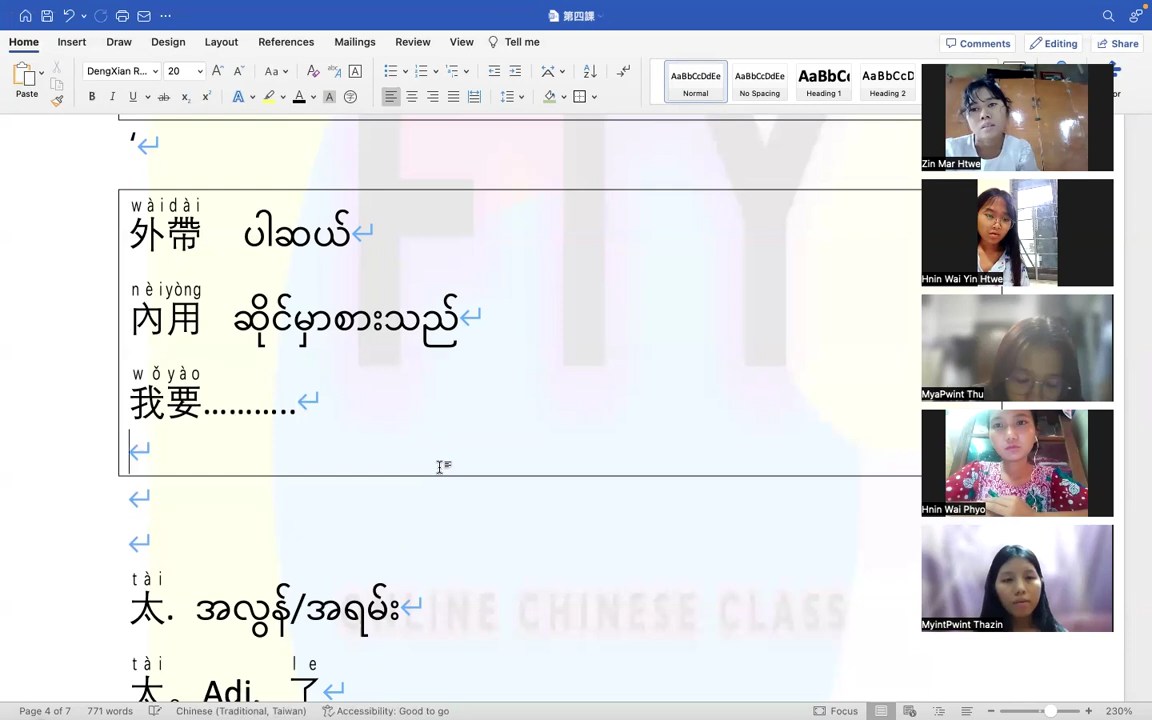 第四課
Home Insert Draw Design Layout References Mailings Review View Tell me
Comments Editing Share
Paste
DengXian R... 20
AaBbCcDdEe AaBbCcDdEe AaBbC AaBbCcD
Normal No Spacing Heading 1 Heading 2
Zin Mar Htwe
Hnin Wai Yin Htwe
MyaPwint Thu
Hnin Wai Phyo
MyintPwint Thazin
FIY
ONLINE CHINESE CLASS
‘
wàidài
外帶 ပါဆယ်
nèiyòng
內用 ဆိုင်မှာစားသည်
wǒyào
我要...........
tài
太. အလွန်/အရမ်း
tài le
太。Adj. 了
Page 4 of 7 771 words Chinese (Traditional, Taiwan) Accessibility: Good to go Focus 230%